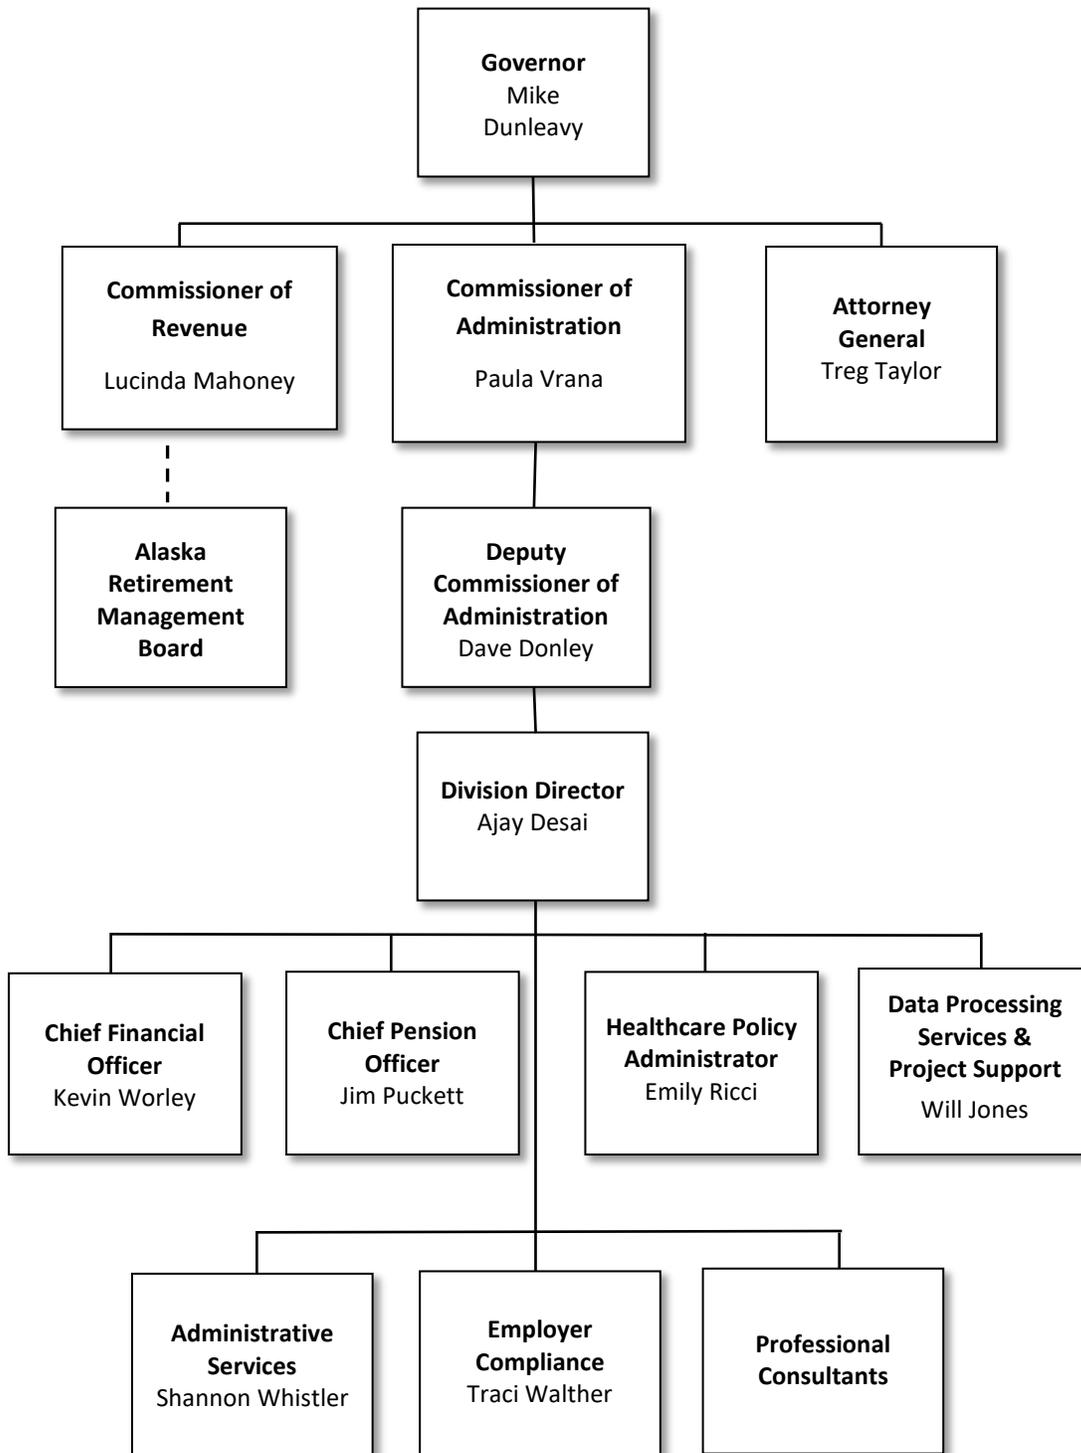 Governor
Mike
Dunleavy
Commissioner of
Revenue
Lucinda Mahoney
Commissioner of
Administration
Paula Vrana
Attorney
General
Treg Taylor
Alaska
Retirement
Management
Board
Deputy
Commissioner of
Administration
Dave Donley
Division Director
Ajay Desai
Chief Financial
Officer
Kevin Worley
Chief Pension
Officer
Jim Puckett
Healthcare Policy
Administrator
Emily Ricci
Data Processing
Services &
Project Support
Will Jones
Administrative
Services
Shannon Whistler
Employer
Compliance
Traci Walther
Professional
Consultants